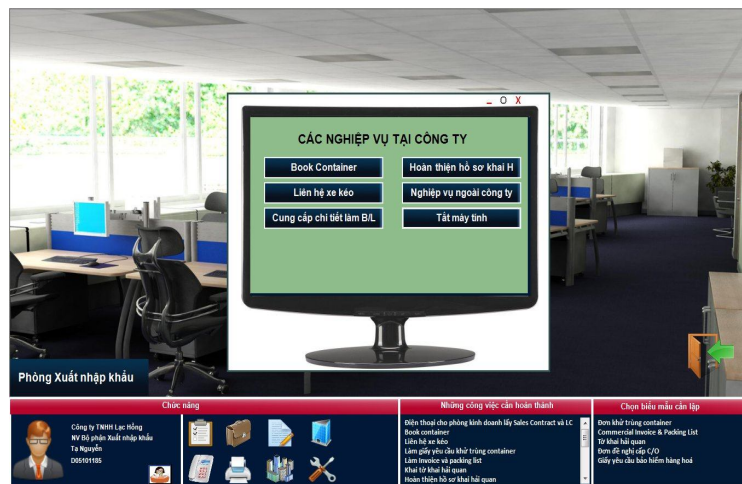 _ O X
CÁC NGHIỆP VỤ TẠI CÔNG TY
Book Container
Hoàn thiện hồ sơ khai H
Liên hệ xe kéo
Nghiệp vụ ngoài công ty
Cung cấp chi tiết làm B/L
Tắt máy tính
Phòng Xuất nhập khẩu
Chức năng
Công ty TNHH Lạc Hồng
NV Bộ phận Xuất nhập khẩu
Tạ Nguyên
D05101185
Những công việc cần hoàn thành
Điện thoại cho phòng kinh doanh lấy Sales Contract và LC
Book container
Liên hệ xe kéo
Làm giấy yêu cầu khử trùng container
Làm Invoice và packing list
Khai tờ khai hải quan
Hoàn thiện hồ sơ khai hải quan
Chọn biểu mẫu cần lập
Đơn khử trùng container
Commercial Invoice & Packing List
Tờ khai hải quan
Đơn đề nghị cấp C/O
Giấy yêu cầu bảo hiểm hàng hoá